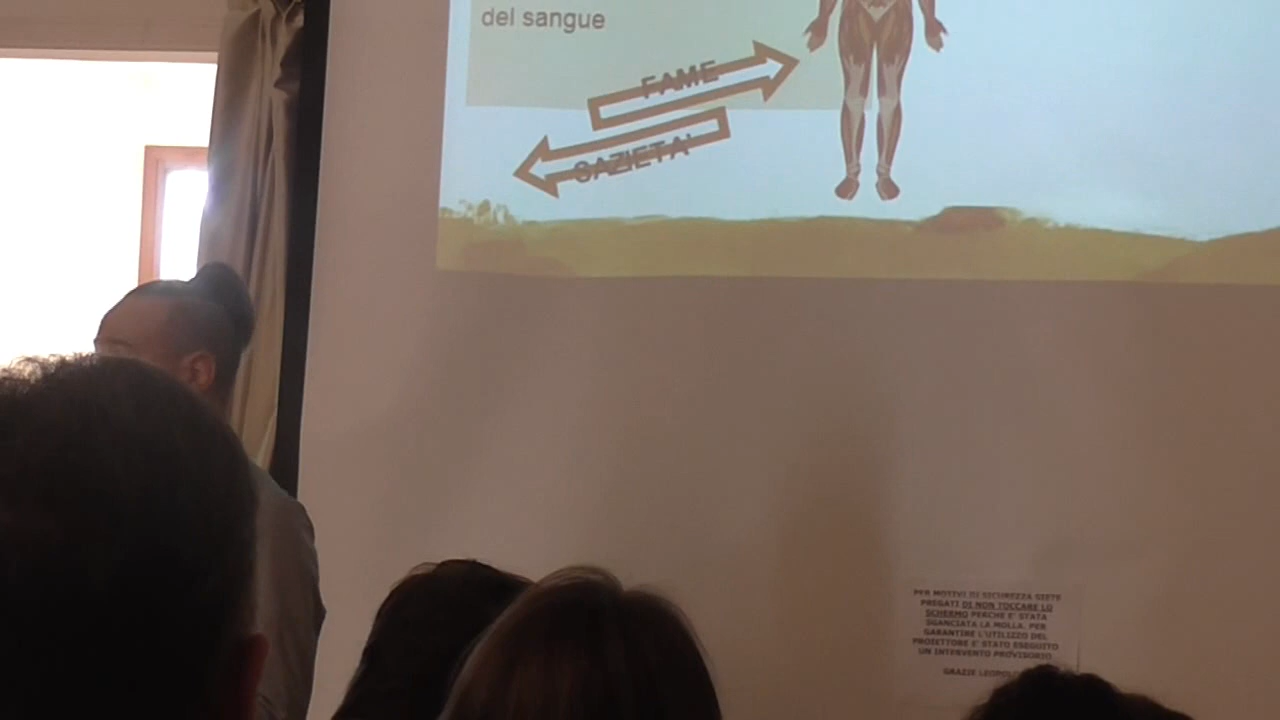 del sangue
FAME
SAZIETA'
PER MOTIVI DI SICUREZZA SIETE
PREGATI DI NON TOCCARE LO
SCHERMO PERCHE E' STATA
SGANCIATA LA MOLLA. PER
GARANTIRE L'UTILIZZO DEL
PROIETTORE E' STATO ESEGUITO
UN INTERVENTO PROVVISORIO
GRAZIE